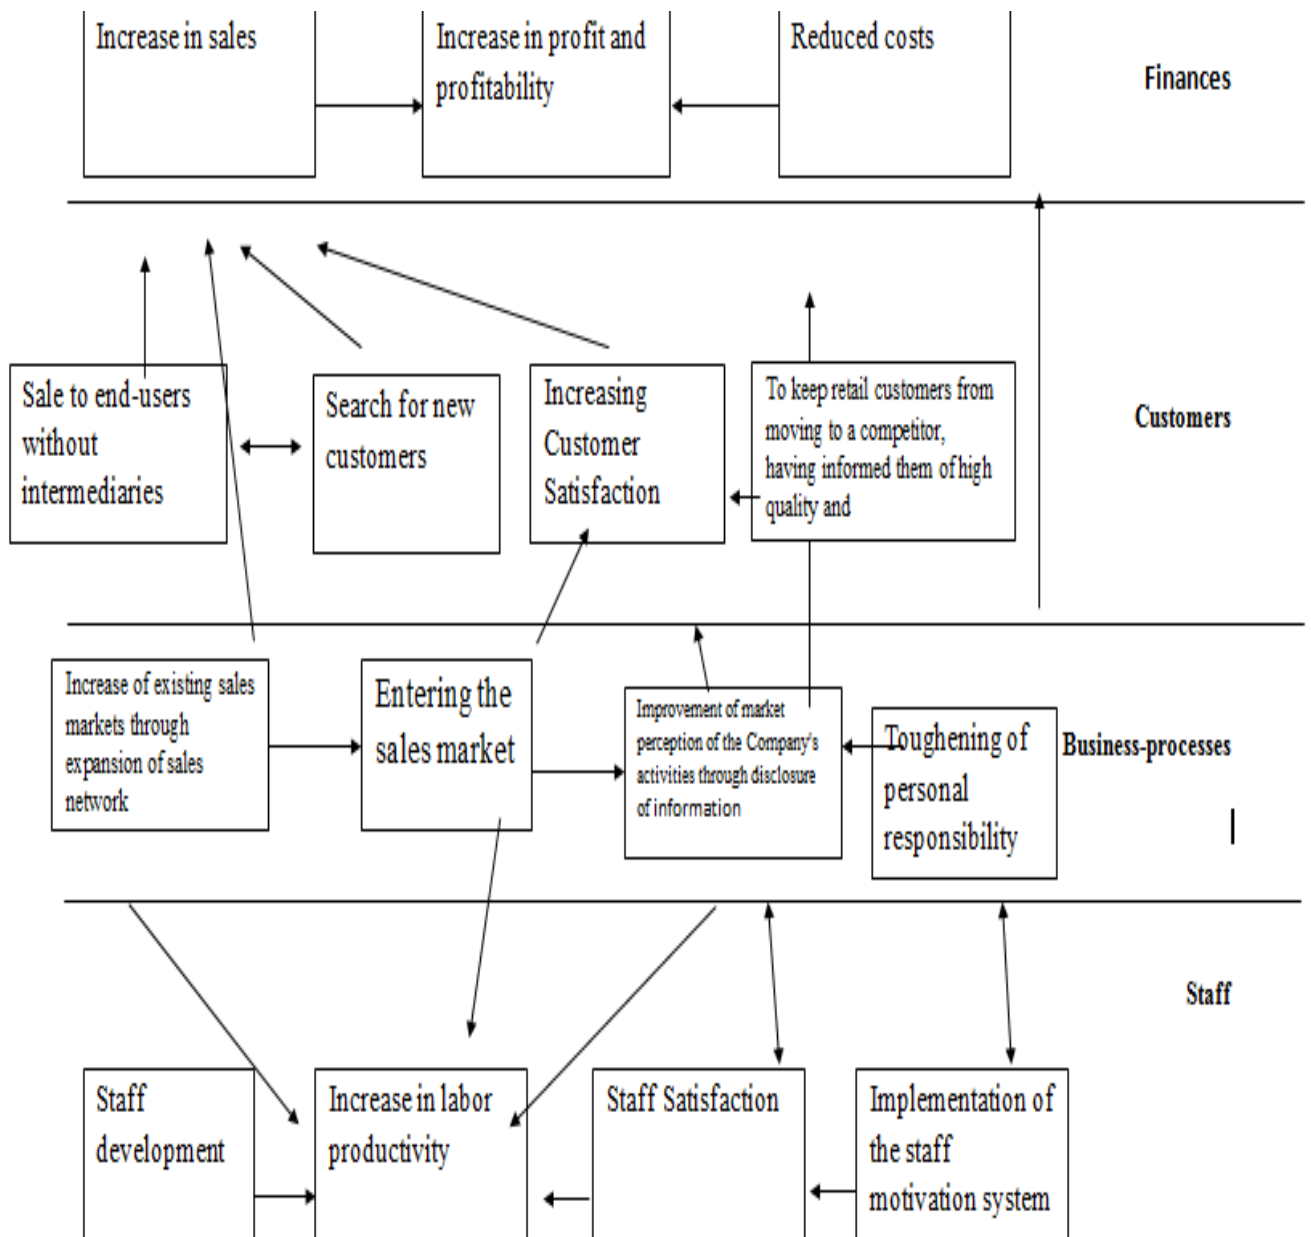 Increase in sales
Increase in profit and
profitability
Reduced costs
Finances
Sale to end-users
without
intermediaries
Search for new
customers
Increasing
Customer
Satisfaction
To keep retail customers from
moving to a competitor,
having informed them of high
quality and
Customers
Increase of existing sales
markets through
expansion of sales
network
Entering the
sales market
Improvement of market
perception of the Company's
activities through disclosure
of information
Toughening of
personal
responsibility
Business-processes
Staff
Staff
development
Increase in labor
productivity
Staff Satisfaction
Implementation of
the staff
motivation system